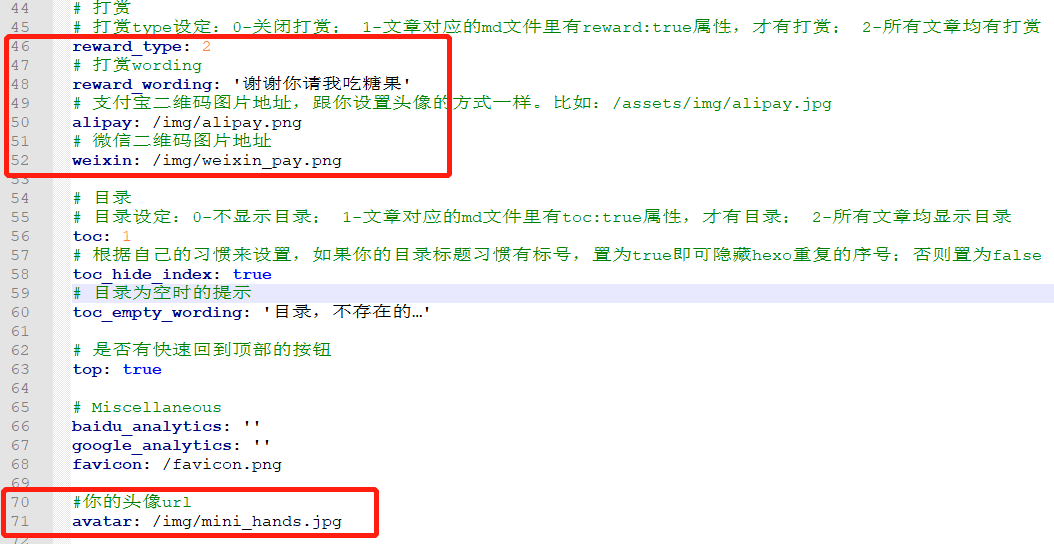 44 # 打赏
45 # 打赏type设定：0-关闭打赏； 1-文章对应的md文件里有reward:true属性，才有打赏； 2-所有文章均有打赏
46 reward_type: 2
47 # 打赏wording
48 reward_wording: '谢谢你请我吃糖果'
49 # 支付宝二维码图片地址，跟你设置头像的方式一样。比如：/assets/img/alipay.jpg
50 alipay: /img/alipay.png
51 # 微信二维码图片地址
52 weixin: /img/weixin_pay.png
53
54 # 目录
55 # 目录设定：0-不显示目录； 1-文章对应的md文件里有toc:true属性，才有目录； 2-所有文章均显示目录
56 toc: 1
57 # 根据自己的习惯来设置，如果你的目录标题习惯有标号，置为true即可隐藏hexo重复的序号；否则置为false
58 toc_hide_index: true
59 # 目录为空时的提示
60 toc_empty_wording: '目录，不存在的…'
61
62 # 是否有快速回到顶部的按钮
63 top: true
64
65 # Miscellaneous
66 baidu_analytics: ''
67 google_analytics: ''
68 favicon: /favicon.png
69
70 #你的头像url
71 avatar: /img/mini_hands.jpg
72